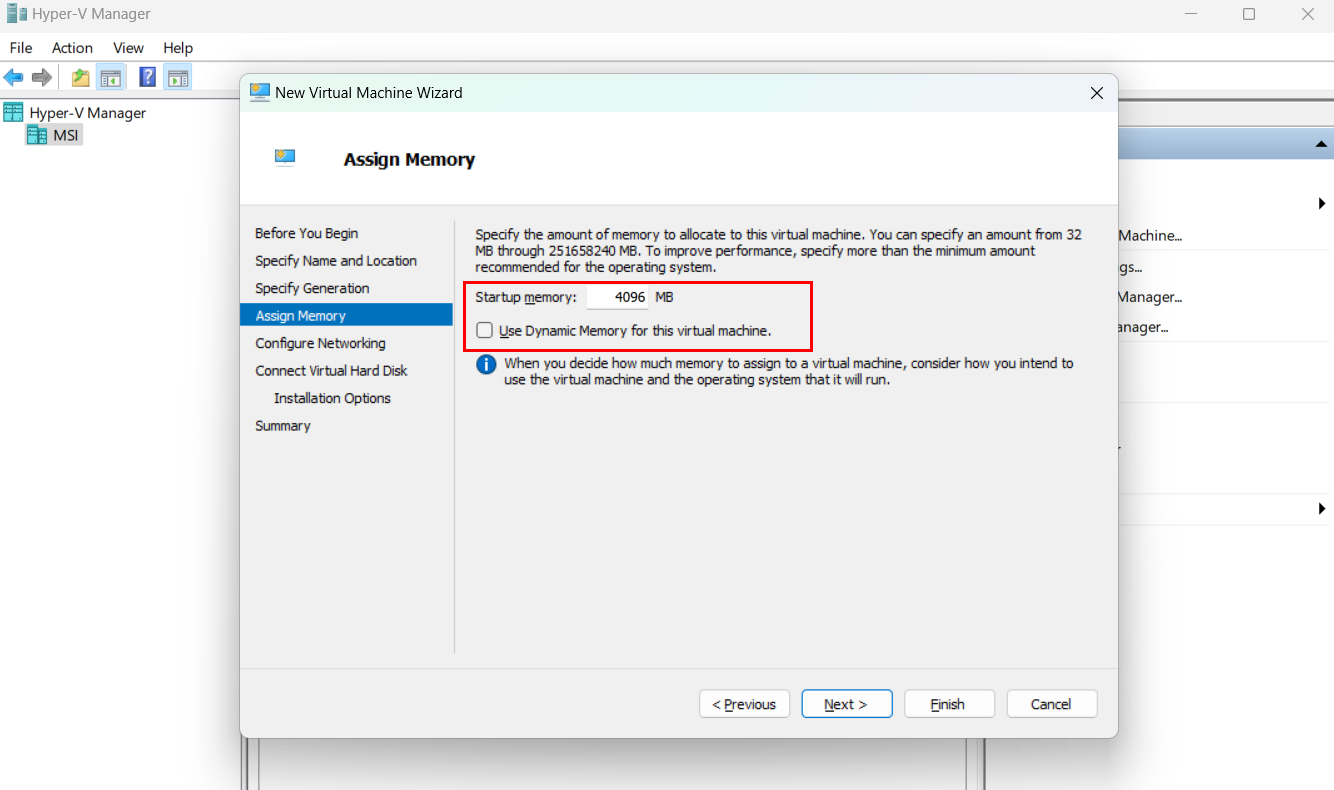 Hyper-V Manager
File Action View Help
Hyper-V Manager
MSI
New Virtual Machine Wizard
Assign Memory
Before You Begin
Specify Name and Location
Specify Generation
Assign Memory
Configure Networking
Connect Virtual Hard Disk
Installation Options
Summary
Specify the amount of memory to allocate to this virtual machine. You can specify an amount from 32
MB through 251658240 MB. To improve performance, specify more than the minimum amount
recommended for the operating system.
Startup memory: 4096 MB
Use Dynamic Memory for this virtual machine.
When you decide how much memory to assign to a virtual machine, consider how you intend to
use the virtual machine and the operating system that it will run.
< Previous Next > Finish Cancel
Machine...
gs...
Manager...
anager...